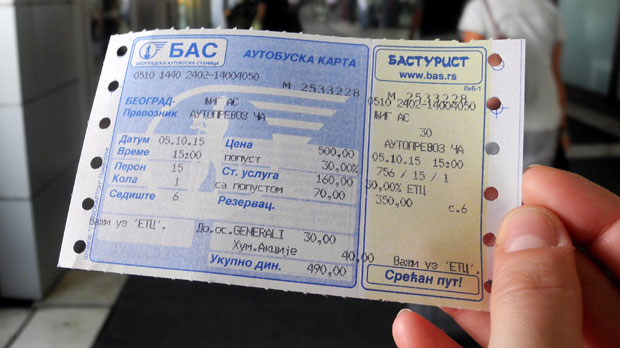 БАС
БЕОГРАДСКА АУТОБУСКА СТАНИЦА
АУТОБУСКА КАРТА
0510 1440 2402-14004050
М 2533228
БЕОГРАД- ЊИГ АС
Превозник АУТОПРЕВОЗ ЧА
Датум 05.10.15 Цена 500,00
Време 15:00 попуст 30,00%
Перон 15 Ст. услуга 160,00
Кола 1 са попустом 70,00
Седиште 6 Резервац.
Важи уз 'ЕТЦ'.
До.ос.GENERALI 30,00
Хум.Акције 40,00
Укупно дин. 490,00
БАСТУРИСТ
www.bas.rs
М 2533228
0510 2402-14004050
ЊИГ АС
30
АУТОПРЕВОЗ ЧА
05.10.15 15:00
756 / 15 / 1
30,00% ЕТЦ
350,00 с.6
Важи уз 'ЕТЦ'.
Срећан пут!